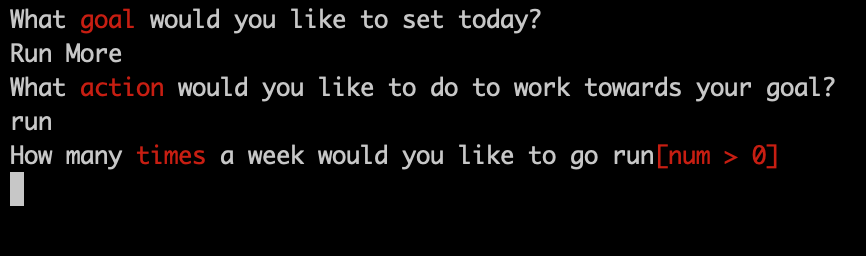 What goal would you like to set today?
Run More
What action would you like to do to work towards your goal?
run
How many times a week would you like to go run[num > 0]